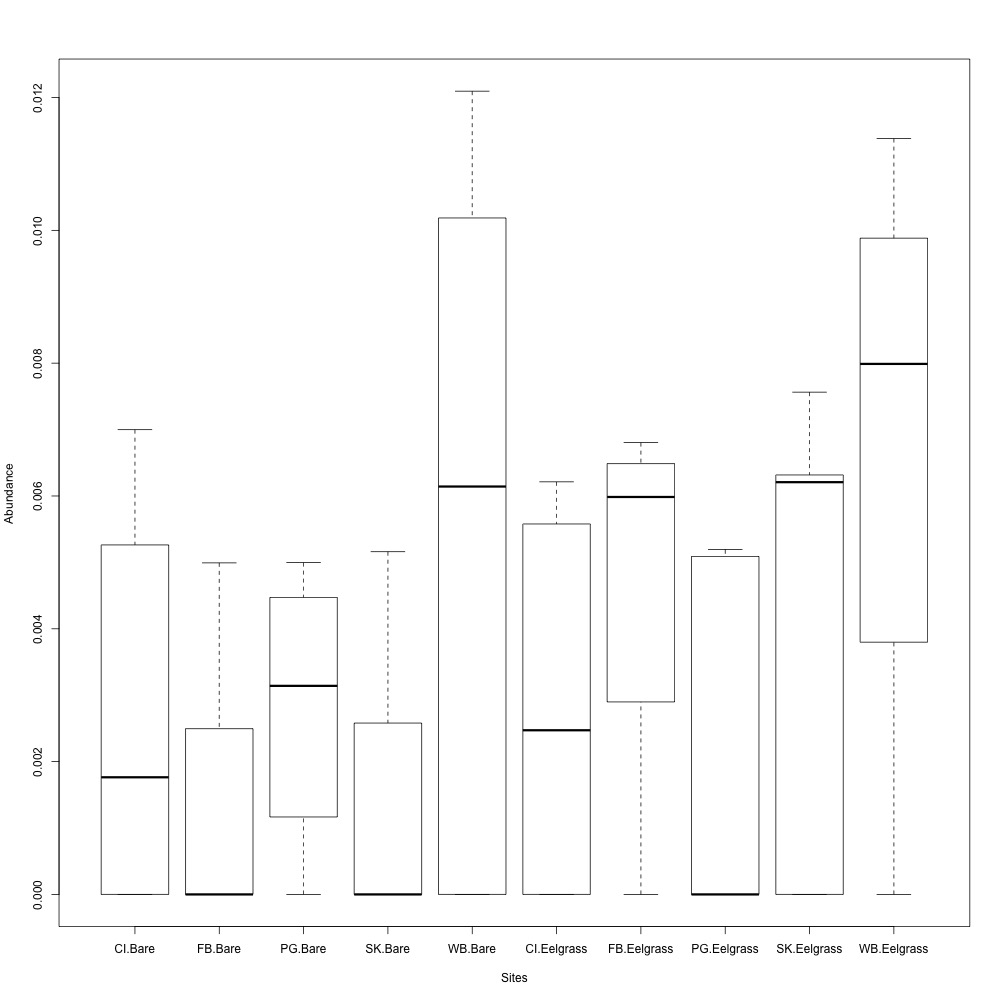 Abundance
0.012
0.010
0.008
0.006
0.004
0.002
0.000
CI.Bare FB.Bare PG.Bare SK.Bare WB.Bare CI.Eelgrass FB.Eelgrass PG.Eelgrass SK.Eelgrass WB.Eelgrass
Sites